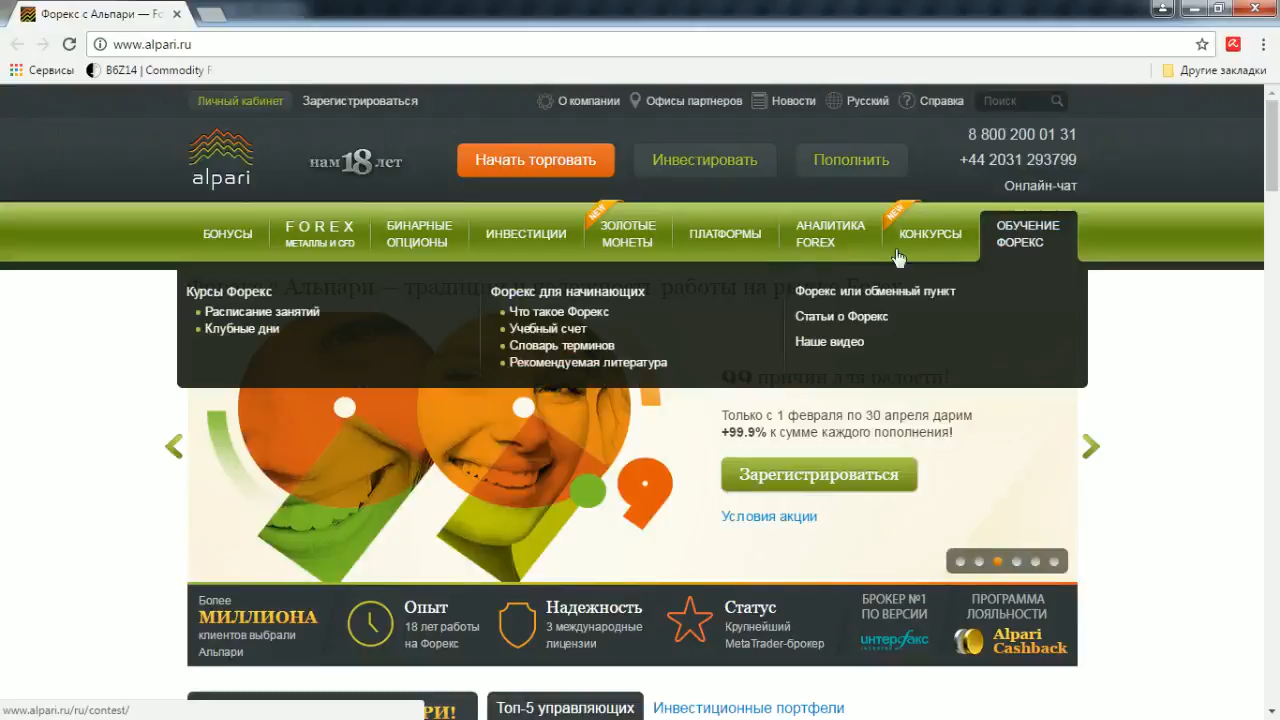 Форекс с Альпари — Fo
www.alpari.ru
Сервисы
B6Z14 | Commodity F
Другие закладки
Личный кабинет
Зарегистрироваться
О компании
Офисы партнеров
Новости
Русский
Справка
Поиск
alpari
нам 18 лет
Начать торговать
Инвестировать
Пополнить
8 800 200 01 31
+44 2031 293799
Онлайн-чат
БОНУСЫ
FOREX
МЕТАЛЛЫ И CFD
БИНАРНЫЕ
ОПЦИОНЫ
ИНВЕСТИЦИИ
NEW
ЗОЛОТЫЕ
МОНЕТЫ
ПЛАТФОРМЫ
АНАЛИТИКА
FOREX
NEW
КОНКУРСЫ
ОБУЧЕНИЕ
ФОРЕКС
Курсы Форекс
Расписание занятий
Клубные дни
Форекс для начинающих
Что такое Форекс
Учебный счет
Словарь терминов
Рекомендуемая литература
Форекс или обменный пункт
Статьи о Форекс
Наше видео
99 причин для радости!
Только с 1 февраля по 30 апреля дарим
+99.9% к сумме каждого пополнения!
Зарегистрироваться
Условия акции
Более
МИЛЛИОНА
клиентов выбрали
Альпари
Опыт
18 лет работы
на Форекс
Надежность
3 международные
лицензии
Статус
Крупнейший
MetaTrader-брокер
БРОКЕР №1
ПО ВЕРСИИ
интерфакс
ПРОГРАММА
ЛОЯЛЬНОСТИ
Alpari
Cashback
www.alpari.ru/ru/contest/
РИ!
Топ-5 управляющих
Инвестиционные портфели